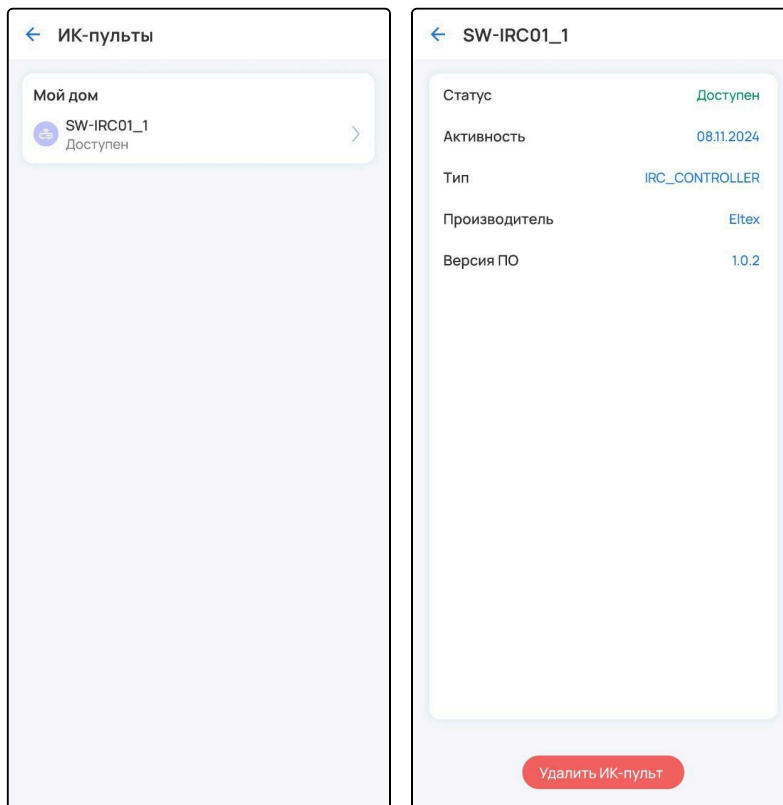 ИК-пульты
Мой дом
SW-IRC01_1
Доступен
SW-IRC01_1
Статус Доступен
Активность 08.11.2024
Тип IRC_CONTROLLER
Производитель Eltex
Версия ПО 1.0.2
Удалить ИК-пульт